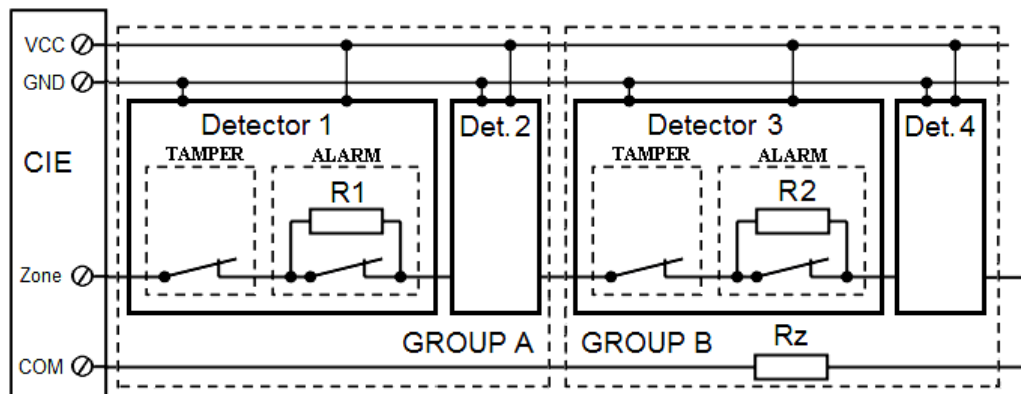 VCC
GND
CIE
Zone
COM
Detector 1
TAMPER
ALARM
R1
Det. 2
GROUP A
Detector 3
TAMPER
ALARM
R2
Det. 4
GROUP B
Rz